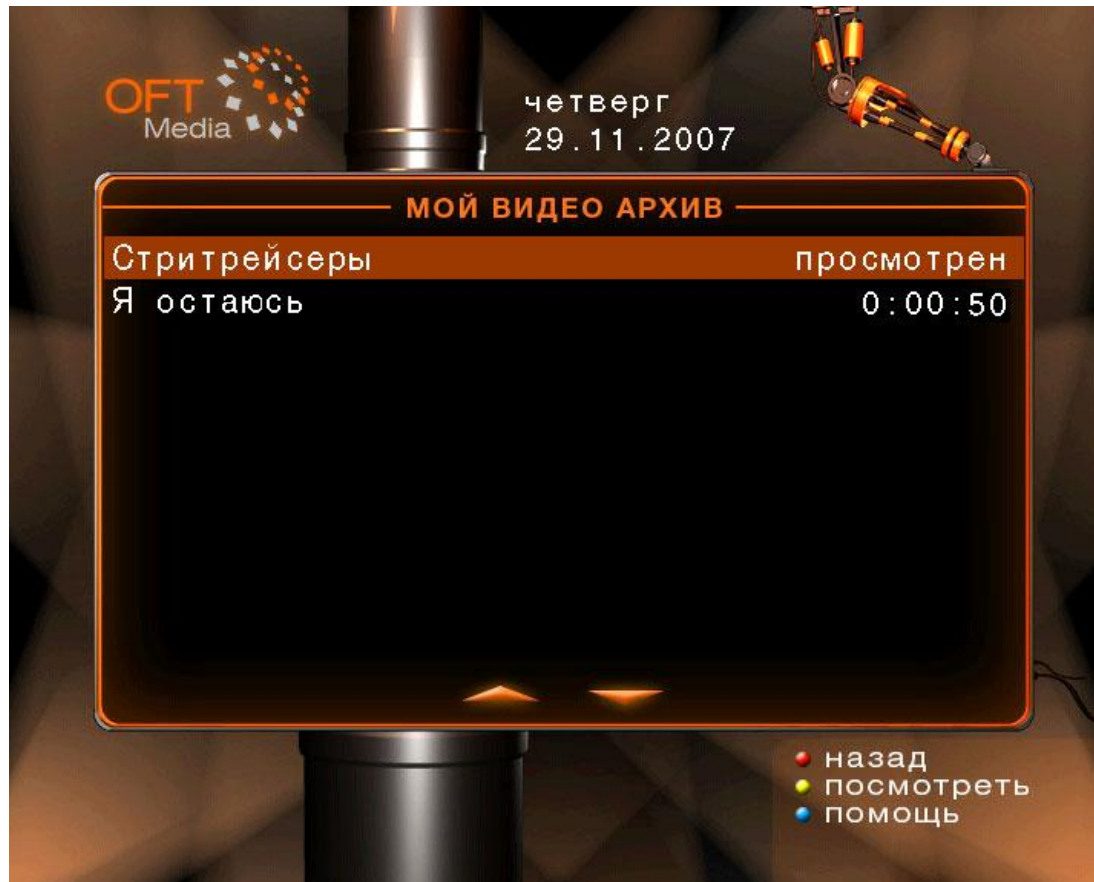 OFT
Media
четверг
29.11.2007
МОЙ ВИДЕО АРХИВ
Стритрейсеры просмотрен
Я остаюсь 0:00:50
назад
посмотреть
помощь